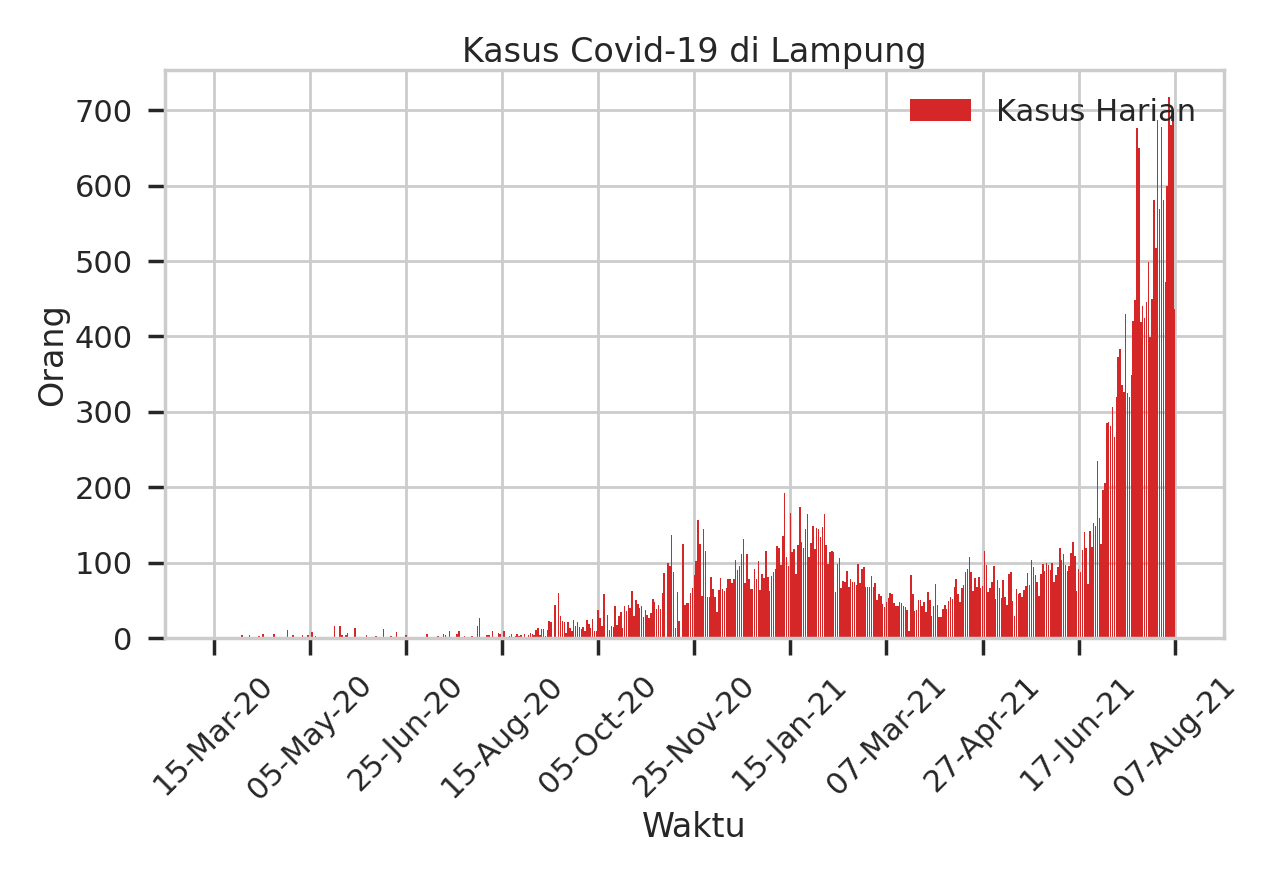 Kasus Covid-19 di Lampung
Kasus Harian
Orang
700
600
500
400
300
200
100
0
15-Mar-20
05-May-20
25-Jun-20
15-Aug-20
05-Oct-20
25-Nov-20
15-Jan-21
07-Mar-21
27-Apr-21
17-Jun-21
07-Aug-21
Waktu